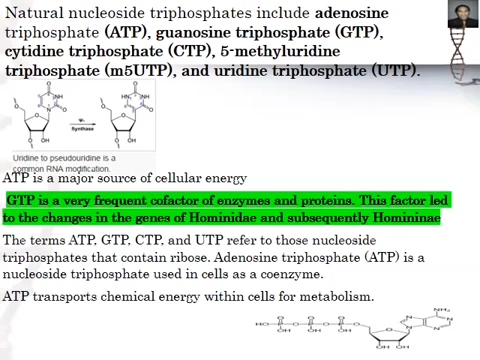 Natural nucleoside triphosphates include adenosine
triphosphate (ATP), guanosine triphosphate (GTP),
cytidine triphosphate (CTP), 5-methyluridine
triphosphate (m5UTP), and uridine triphosphate (UTP).
Synthase
Uridine to pseudouridine is a
common RNA modification.
ATP is a major source of cellular energy
GTP is a very frequent cofactor of enzymes and proteins. This factor led
to the changes in the genes of Hominidae and subsequently Homininae
The terms ATP, GTP, CTP, and UTP refer to those nucleoside
triphosphates that contain ribose. Adenosine triphosphate (ATP) is a
nucleoside triphosphate used in cells as a coenzyme.
ATP transports chemical energy within cells for metabolism.